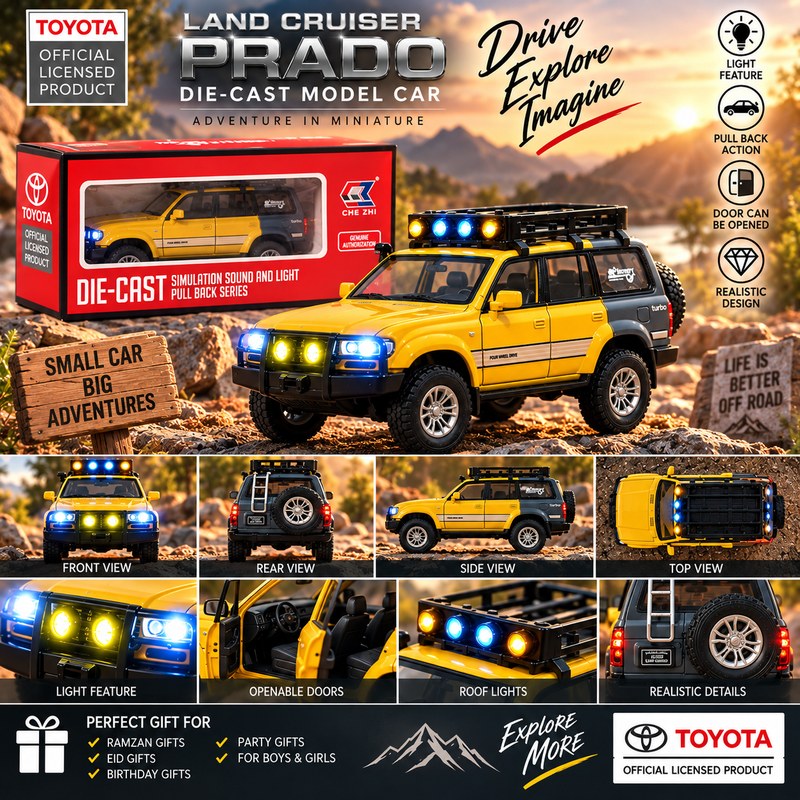 TOYOTA
OFFICIAL
LICENSED
PRODUCT
LAND CRUISER
PRADO
DIE-CAST MODEL CAR
ADVENTURE IN MINIATURE
Drive
Explore
Imagine
LIGHT
FEATURE
PULL BACK
ACTION
DOOR CAN
BE OPENED
REALISTIC
DESIGN
TOYOTA
OFFICIAL
LICENSED
PRODUCT
CHE ZHI
GENUINE
AUTHORIZATION
DIE-CAST
SIMULATION SOUND AND LIGHT
PULL BACK SERIES
turbo
FOUR WHEEL DRIVE
turbo
SMALL CAR
BIG
ADVENTURES
LIFE IS
BETTER
OFF ROAD
FRONT VIEW
REAR VIEW
SIDE VIEW
TOP VIEW
LIGHT FEATURE
OPENABLE DOORS
ROOF LIGHTS
REALISTIC DETAILS
PERFECT GIFT FOR
RAMZAN GIFTS
EID GIFTS
BIRTHDAY GIFTS
PARTY GIFTS
FOR BOYS & GIRLS
EXPLORE
MORE
TOYOTA
OFFICIAL LICENSED PRODUCT